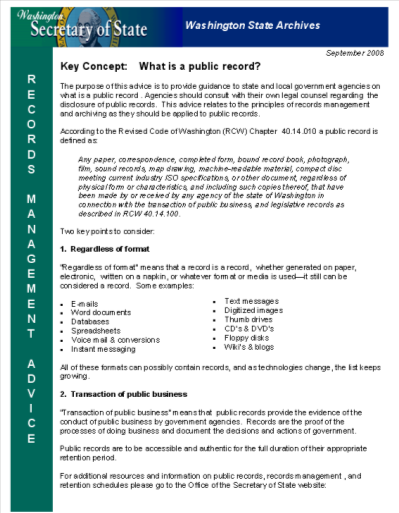 Washington
Secretary of State
Washington State Archives
September 2008
RECORDS MANAGEMENT ADVICE
Key Concept: What is a public record?
The purpose of this advice is to provide guidance to state and local government agencies on
what is a public record . Agencies should consult with their own legal counsel regarding the
disclosure of public records. This advice relates to the principles of records management
and archiving as they should be applied to public records.
According to the Revised Code of Washington (RCW) Chapter 40.14.010 a public record is
defined as:
Any paper, correspondence, completed form, bound record book, photograph,
film, sound records, map drawing, machine-readable material, compact disc
meeting current industry ISO specifications, or other document, regardless of
physical form or characteristics, and including such copies thereof, that have
been made by or received by any agency of the state of Washington in
connection with the transaction of public business, and legislative records as
described in RCW 40.14.100.
Two key points to consider:
1. Regardless of format
"Regardless of format" means that a record is a record, whether generated on paper,
electronic, written on a napkin, or whatever format or media is used—it still can be
considered a record. Some examples:
• E-mails
• Word documents
• Databases
• Spreadsheets
• Voice mail & conversions
• Instant messaging
• Text messages
• Digitized images
• Thumb drives
• CD's & DVD's
• Floppy disks
• Wiki's & blogs
All of these formats can possibly contain records, and as technologies change, the list keeps
growing.
2. Transaction of public business
"Transaction of public business" means that public records provide the evidence of the
conduct of public business by government agencies. Records are the proof of the
processes of doing business and document the decisions and actions of government.
Public records are to be accessible and authentic for the full duration of their appropriate
retention period.
For additional resources and information on public records, records management , and
retention schedules please go to the Office of the Secretary of State website: